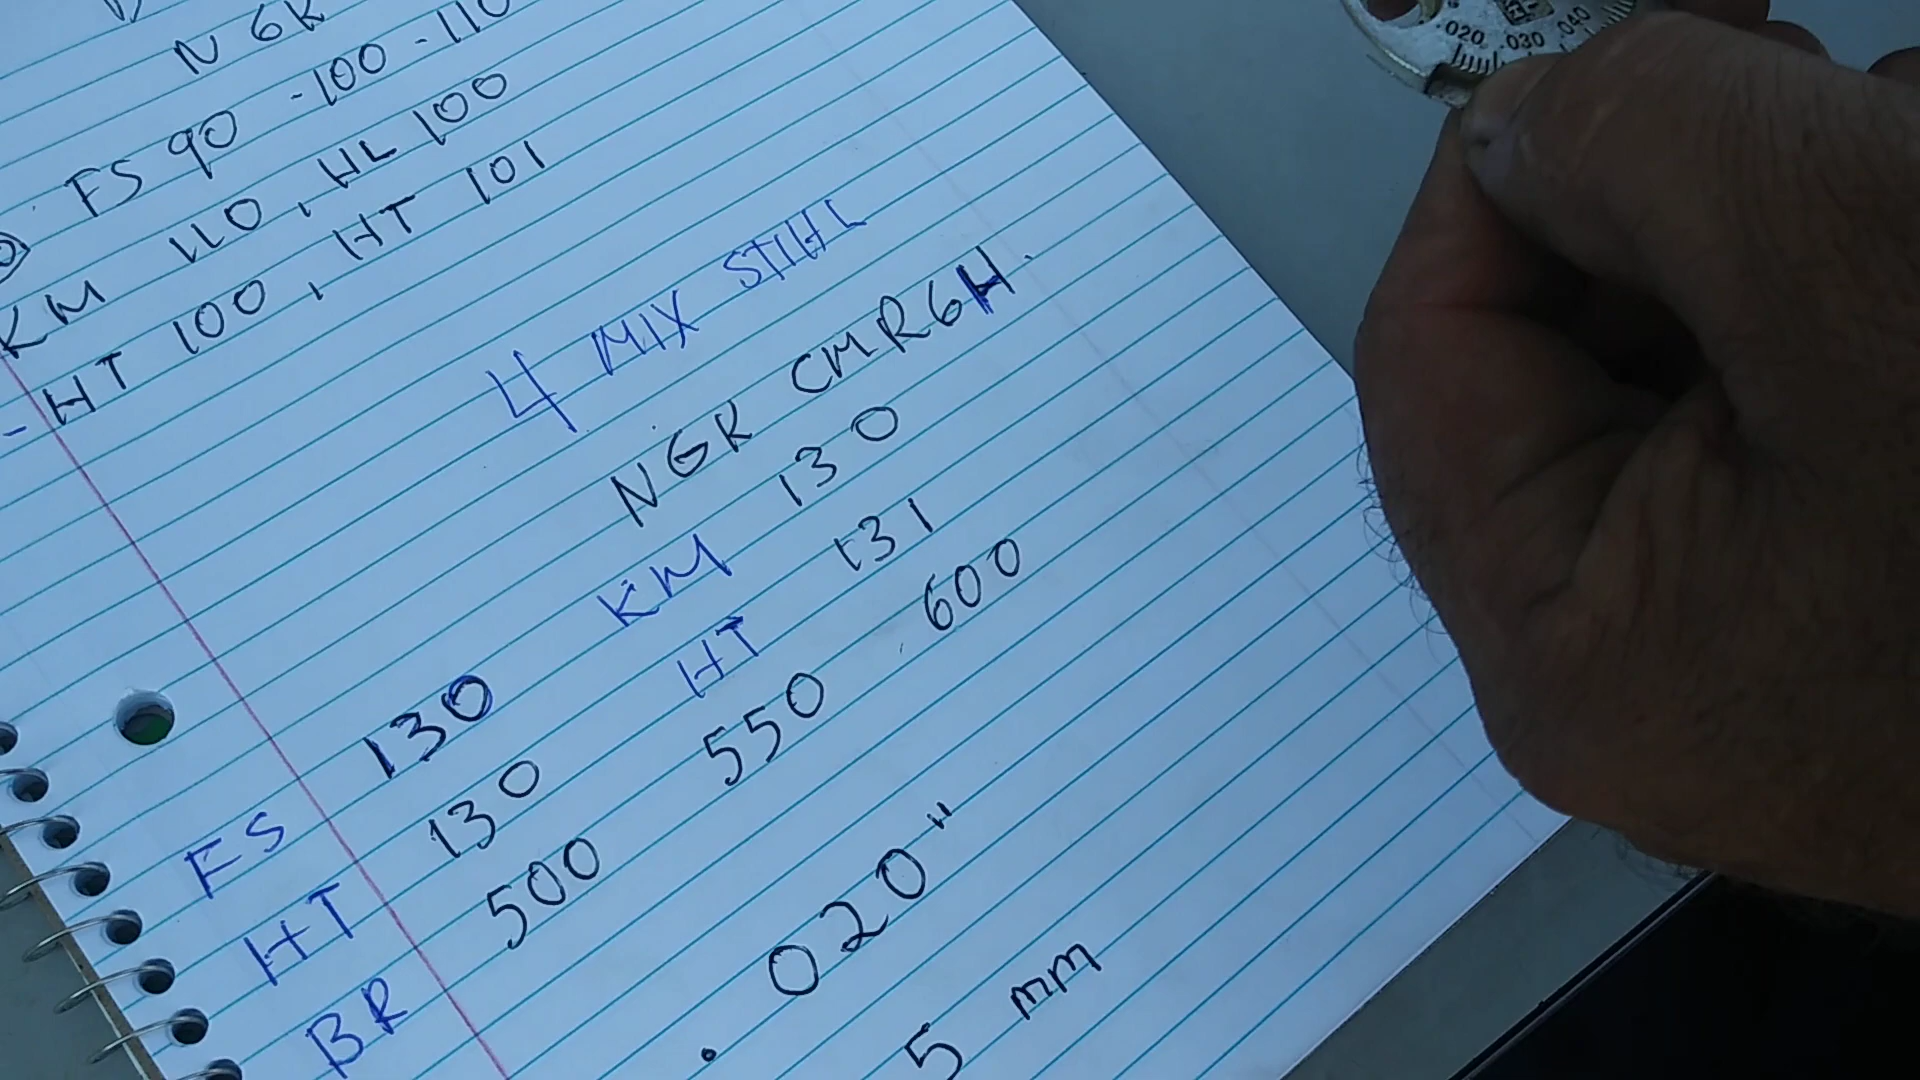 NGK
FS 90 - 100 - 110
KM 110, HL 100
- HT 100, HT 101
4 MIX STIHL
NGK CMR6H.
FS 130 KM 130
HT 130 HT 131
BR 500 550 600
.020"
5 mm
020 030 040